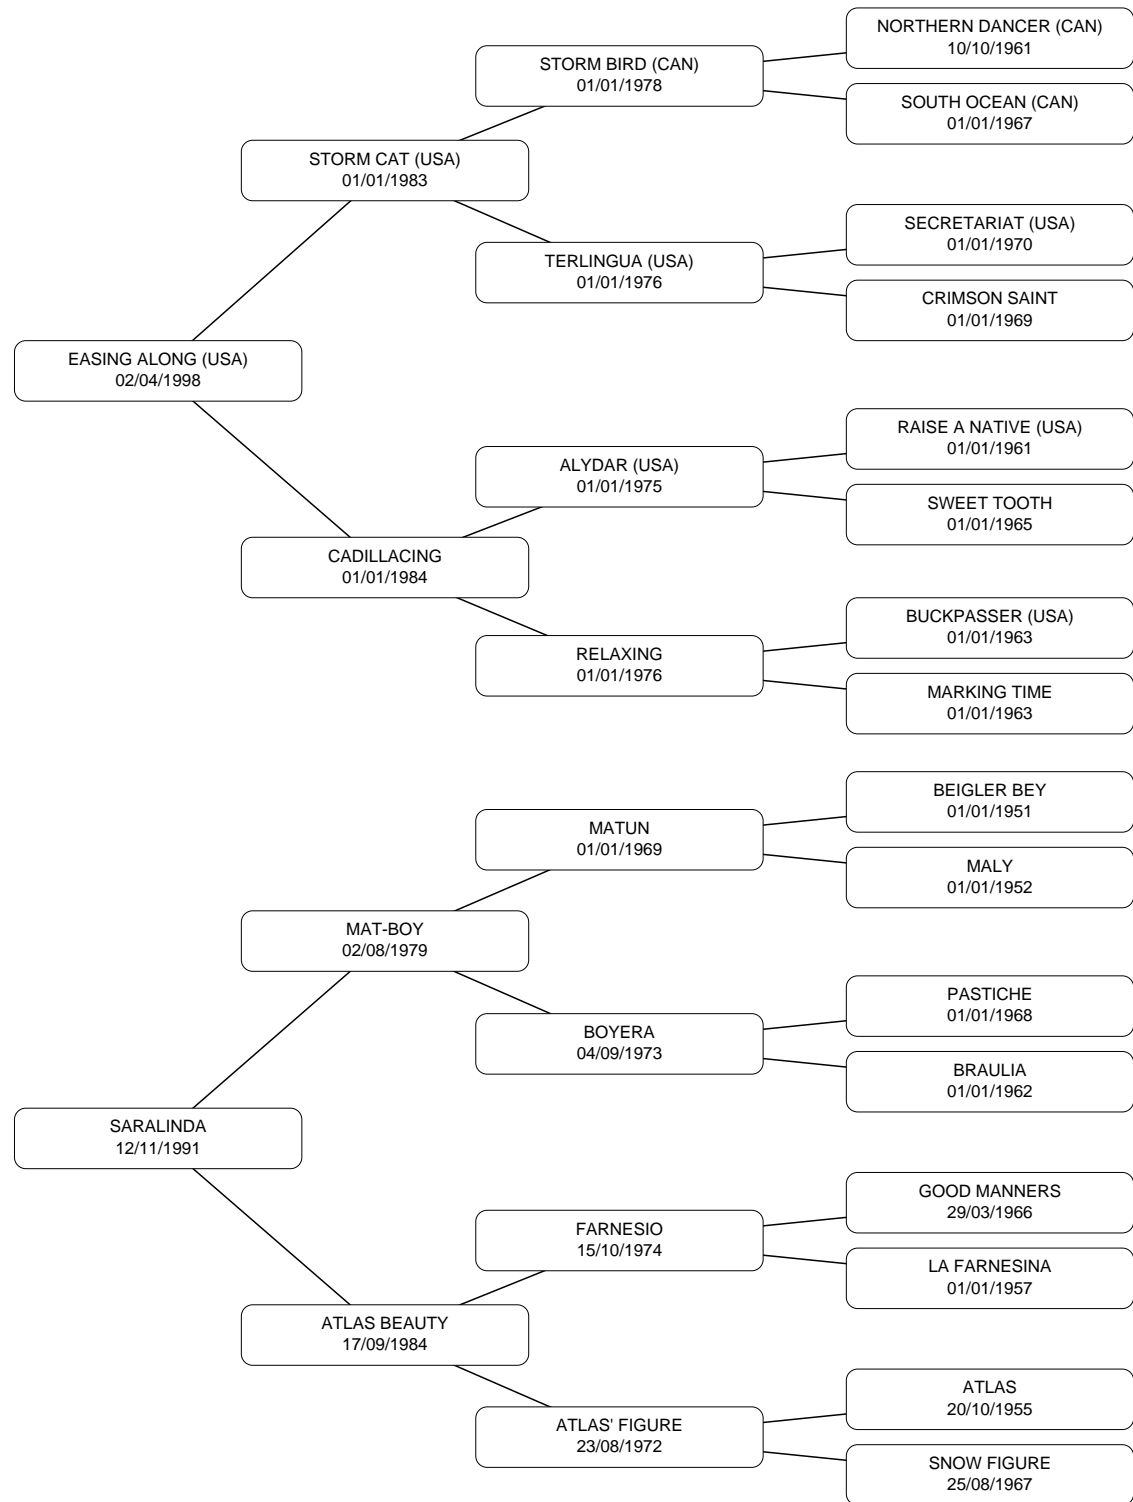 NORTHERN DANCER (CAN)
10/10/1961
STORM BIRD (CAN)
01/01/1978
SOUTH OCEAN (CAN)
01/01/1967
STORM CAT (USA)
01/01/1983
SECRETARIAT (USA)
01/01/1970
TERLINGUA (USA)
01/01/1976
CRIMSON SAINT
01/01/1969
EASING ALONG (USA)
02/04/1998
RAISE A NATIVE (USA)
01/01/1961
ALYDAR (USA)
01/01/1975
SWEET TOOTH
01/01/1965
CADILLACING
01/01/1984
BUCKPASSER (USA)
01/01/1963
RELAXING
01/01/1976
MARKING TIME
01/01/1963
BEIGLER BEY
01/01/1951
MATUN
01/01/1969
MALY
01/01/1952
MAT-BOY
02/08/1979
PASTICHE
01/01/1968
BOYERA
04/09/1973
BRAULIA
01/01/1962
SARALINDA
12/11/1991
GOOD MANNERS
29/03/1966
FARNESIO
15/10/1974
LA FARNESINA
01/01/1957
ATLAS BEAUTY
17/09/1984
ATLAS
20/10/1955
ATLAS' FIGURE
23/08/1972
SNOW FIGURE
25/08/1967